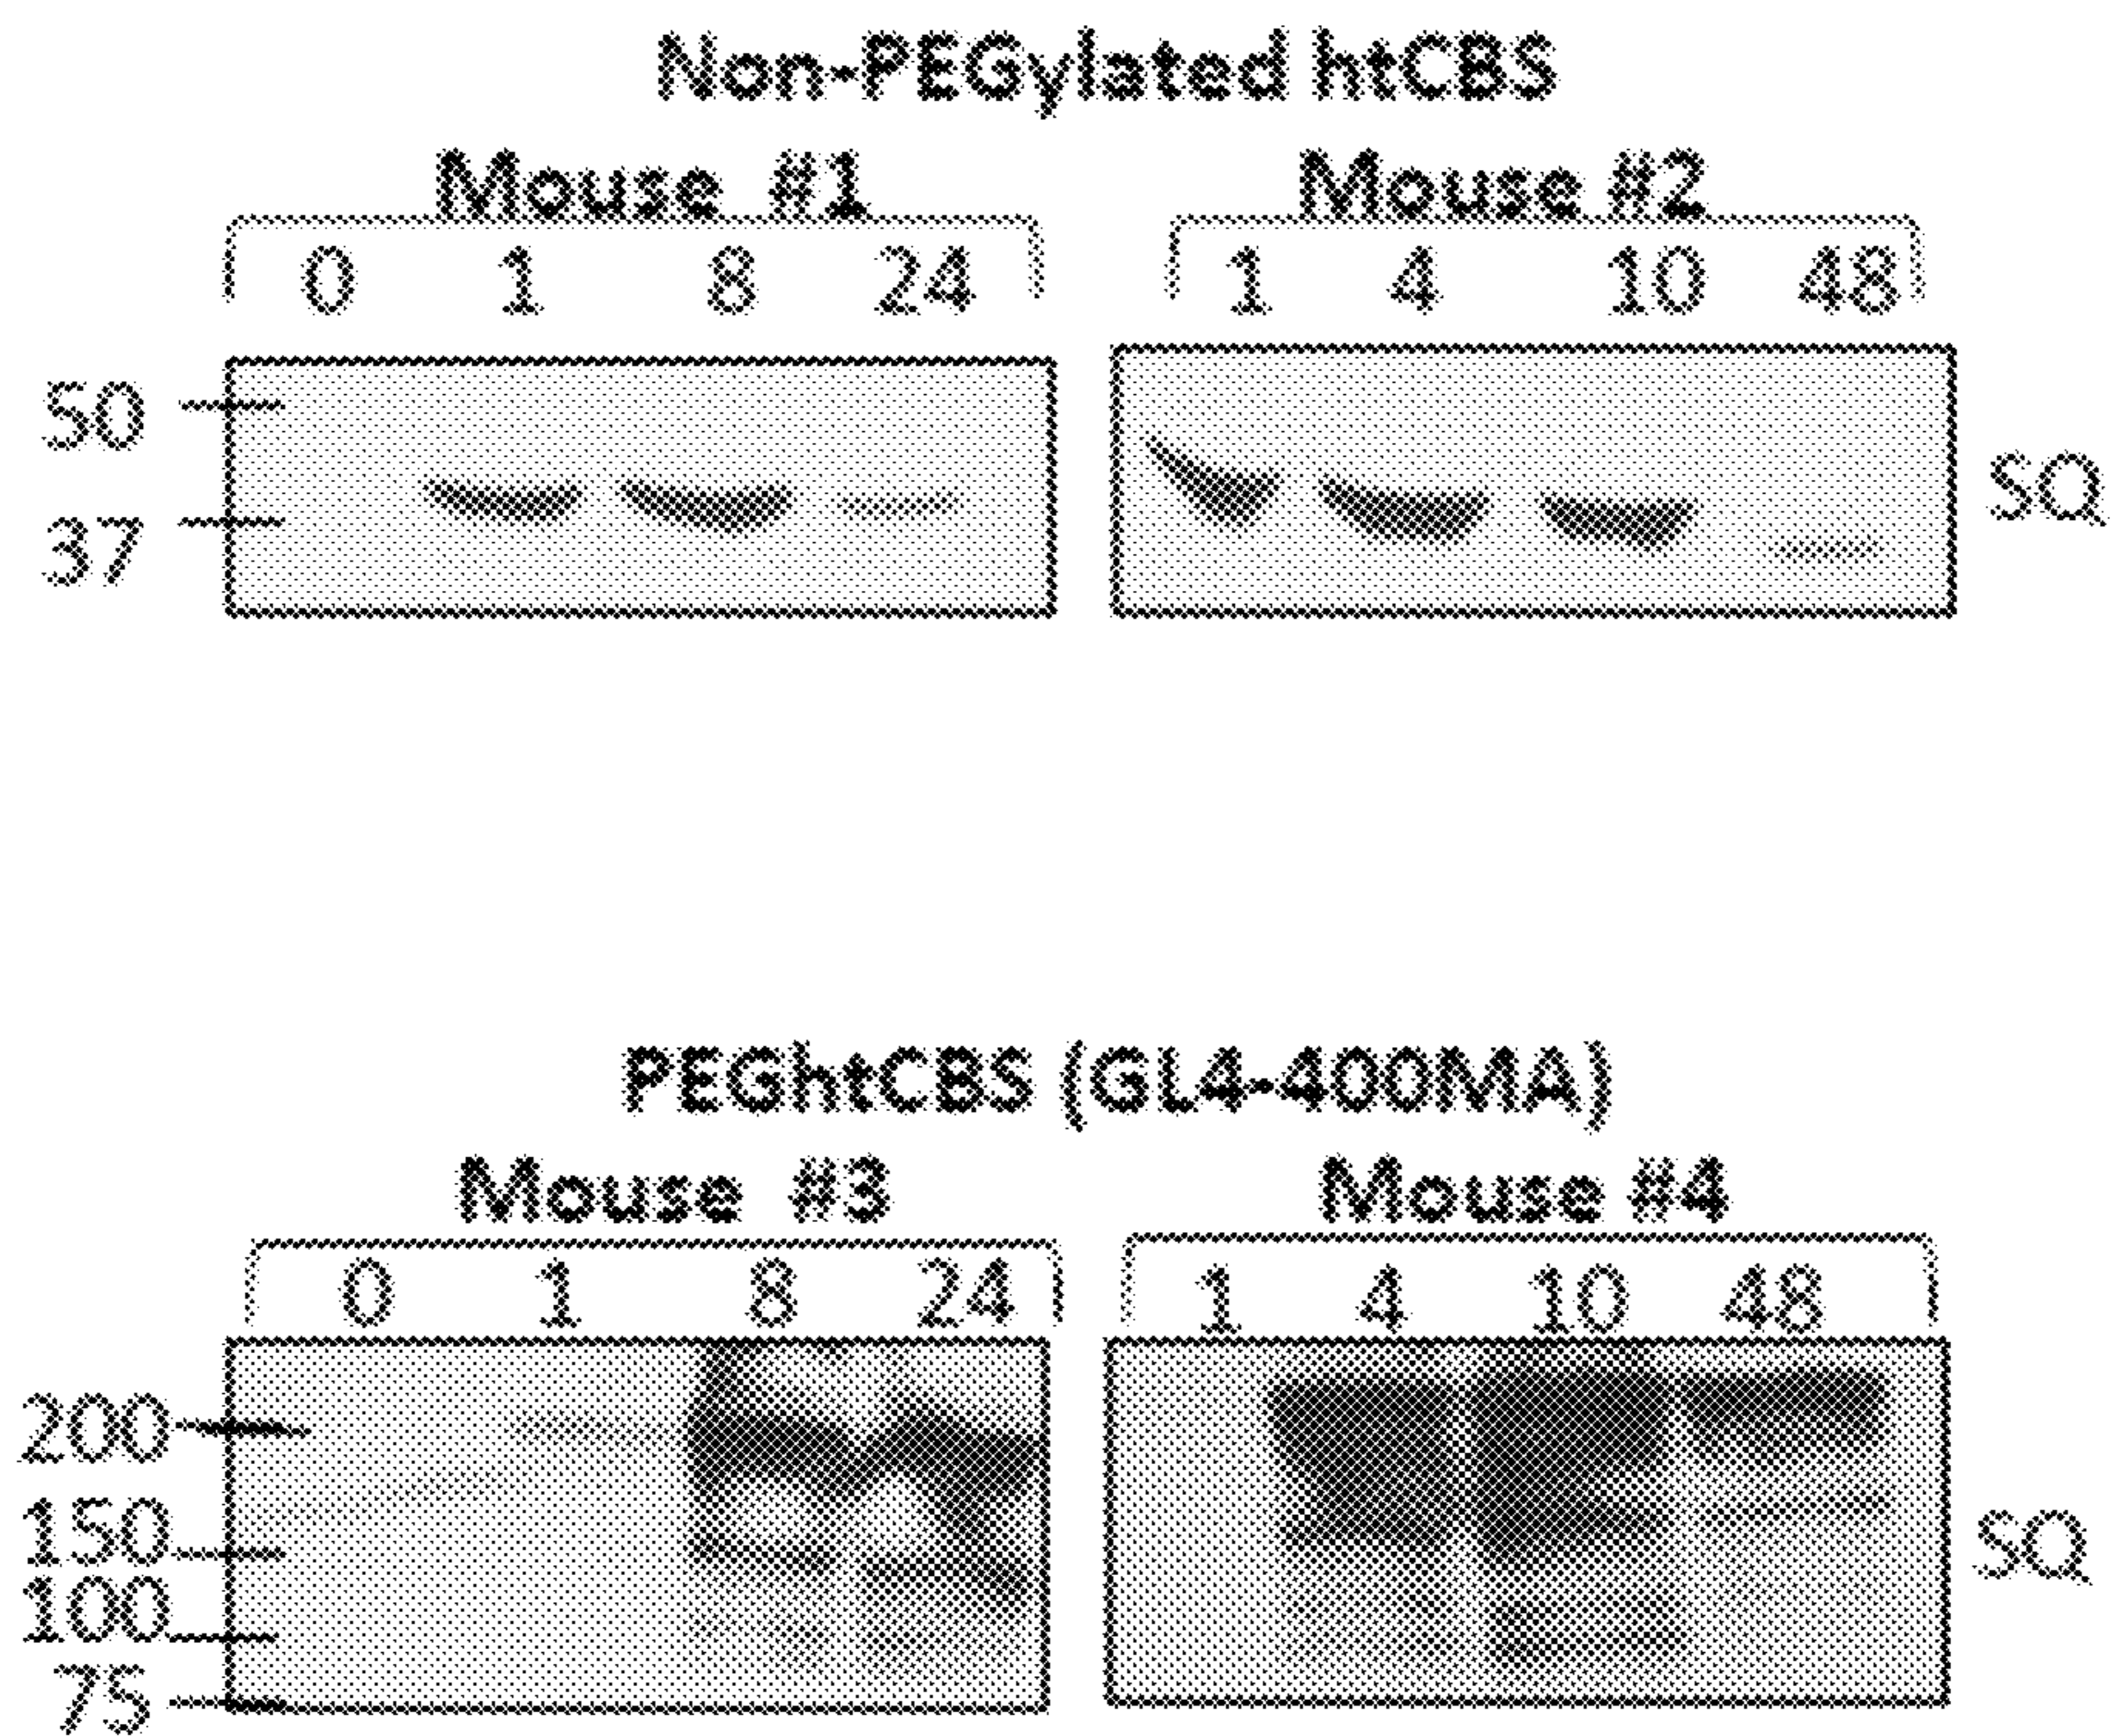 Non-PEGylated htCBS
Mouse #1 Mouse #2
0 1 8 24 1 4 10 48
50
SQ
37
PEGhtCBS (GL4-400MA)
Mouse #3 Mouse #4
0 1 8 24 1 4 10 48
200
150
SQ
100
75